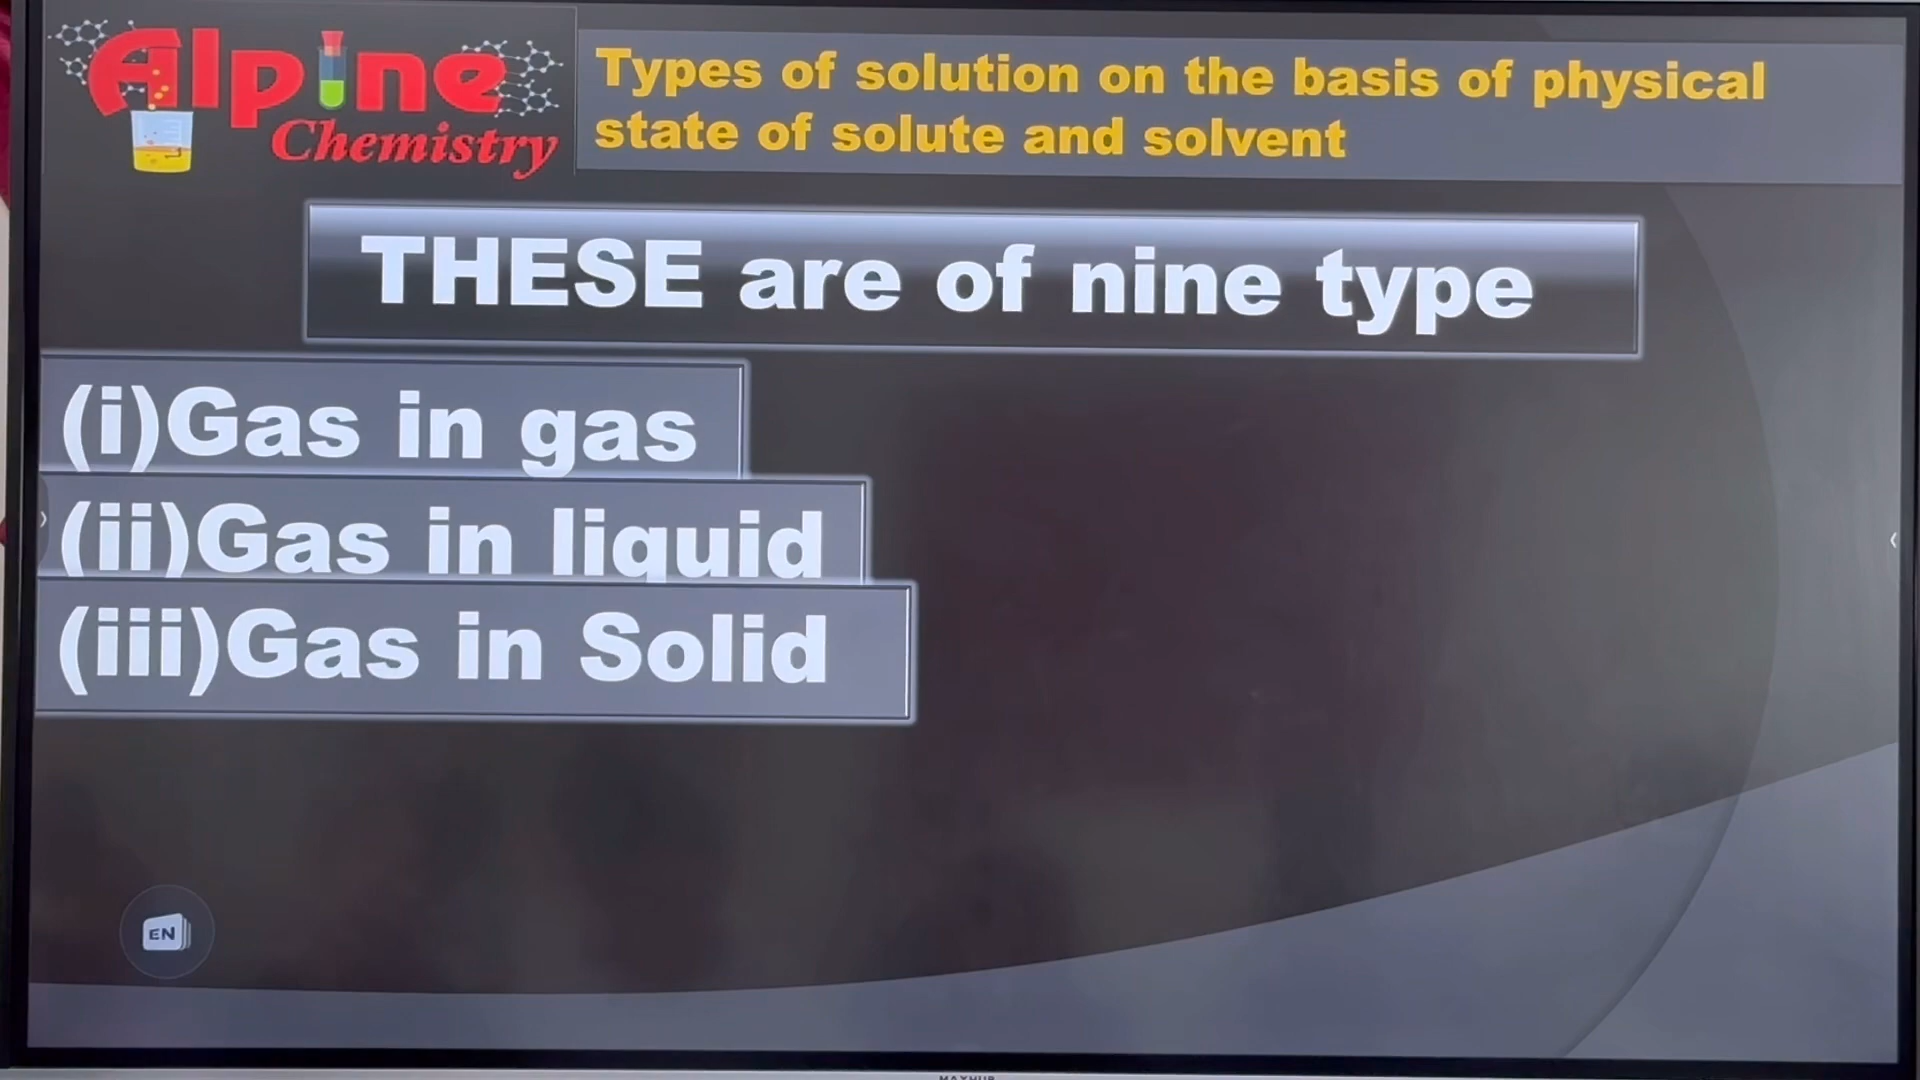 Alpine
Chemistry
Types of solution on the basis of physical
state of solute and solvent
THESE are of nine type
(i)Gas in gas
(ii)Gas in liquid
(iii)Gas in Solid
EN
MAXHUB